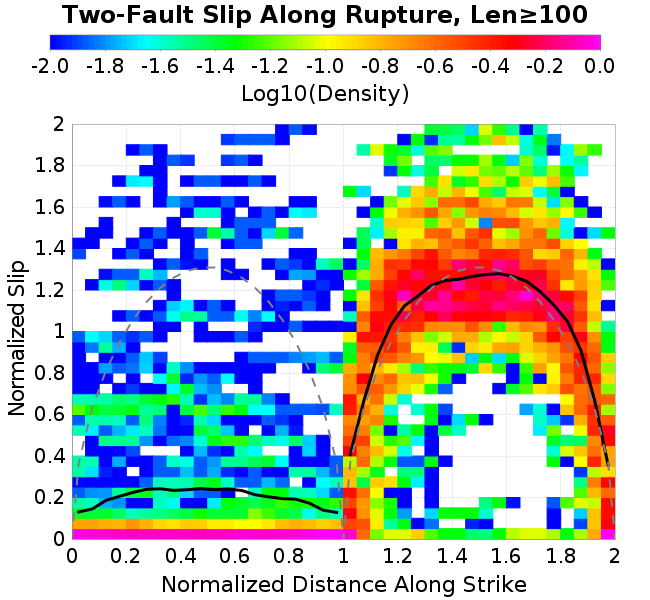 Two-Fault Slip Along Rupture, Len≥100
-2.0 -1.8 -1.6 -1.4 -1.2 -1.0 -0.8 -0.6 -0.4 -0.2 0.0
Log10(Density)
2
1.8
1.6
1.4
1.2
1
0.8
0.6
0.4
0.2
0
Normalized Slip
0 0.2 0.4 0.6 0.8 1 1.2 1.4 1.6 1.8 2
Normalized Distance Along Strike